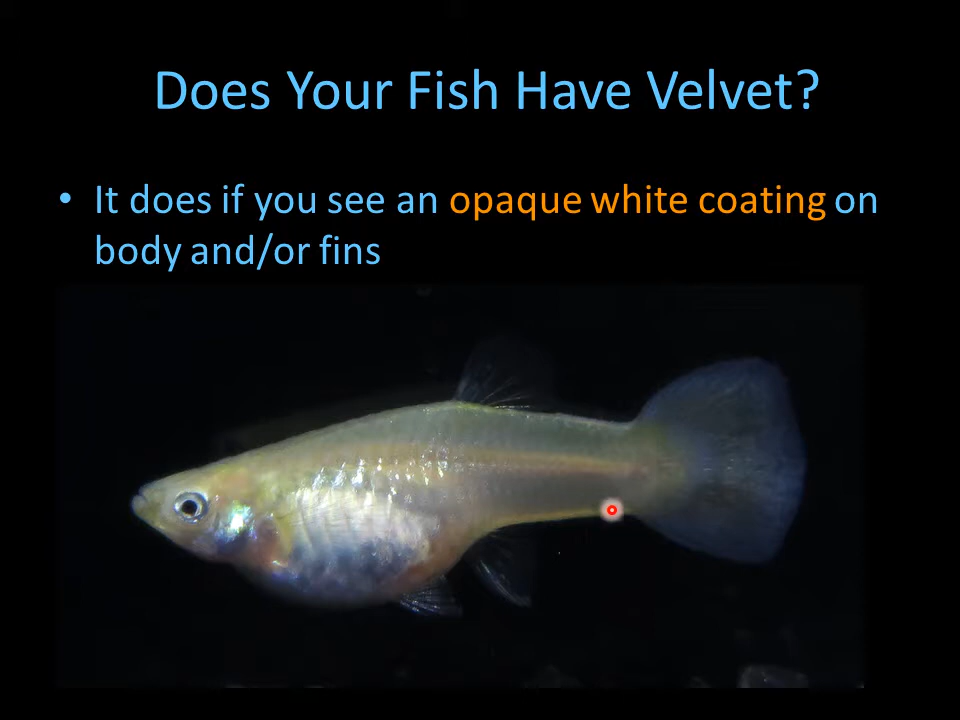 Does Your Fish Have Velvet?
• It does if you see an opaque white coating on
body and/or fins